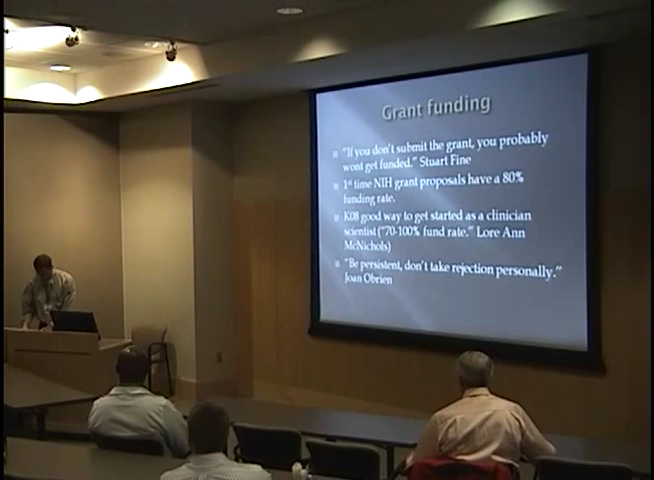 Grant funding
"If you don't submit the grant, you probably
wont get funded." Stuart Fine
1st time NIH grant proposals have a 80%
funding rate.
K08 good way to get started as a clinician
scientist ("70-100% fund rate." Lore Ann
McNichols)
"Be persistent, don't take rejection personally."
Joan Obrien